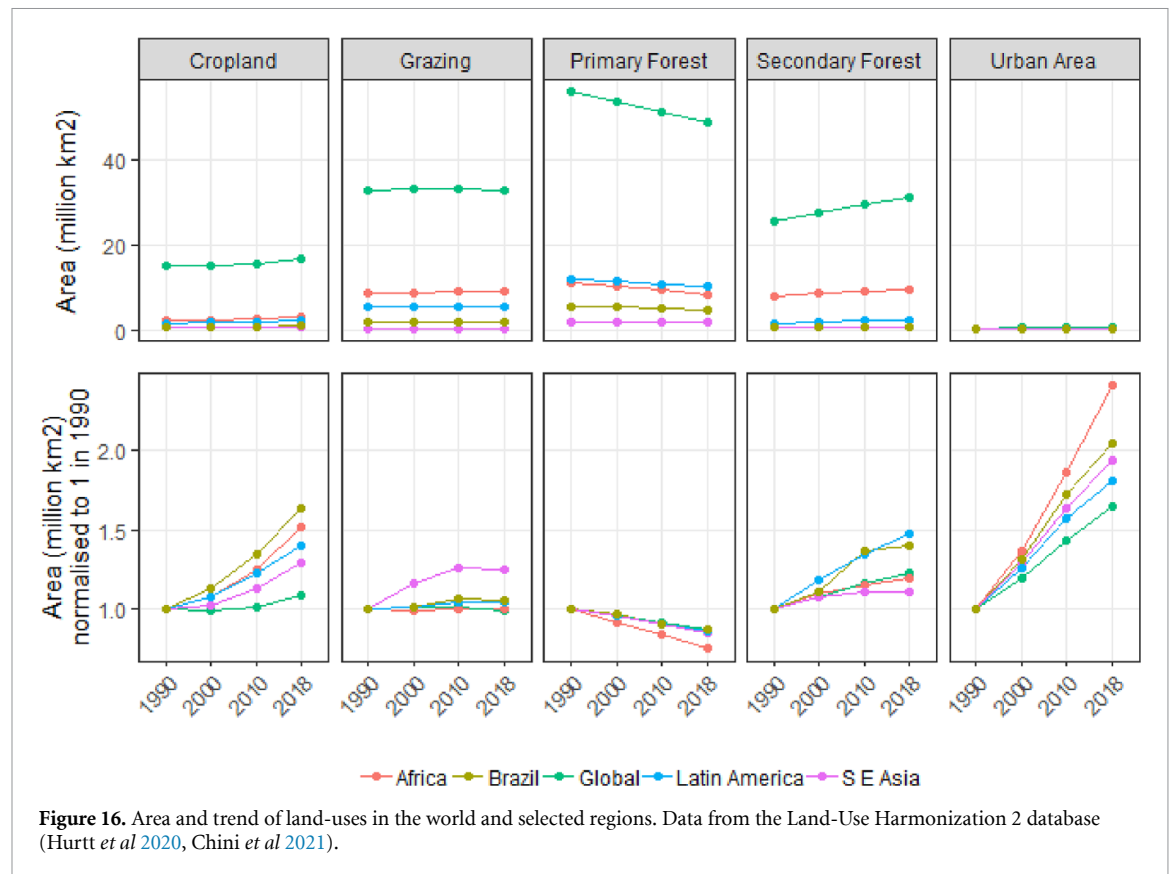 Cropland Grazing Primary Forest Secondary Forest Urban Area
Area (million km2)
40
20
0
Area (million km2)
normalised to 1 in 1990
2.0
1.5
1.0
1990 2000 2010 2018 1990 2000 2010 2018 1990 2000 2010 2018 1990 2000 2010 2018 1990 2000 2010 2018
Africa Brazil Global Latin America S E Asia
Figure 16. Area and trend of land-uses in the world and selected regions. Data from the Land-Use Harmonization 2 database
(Hurtt et al 2020, Chini et al 2021).